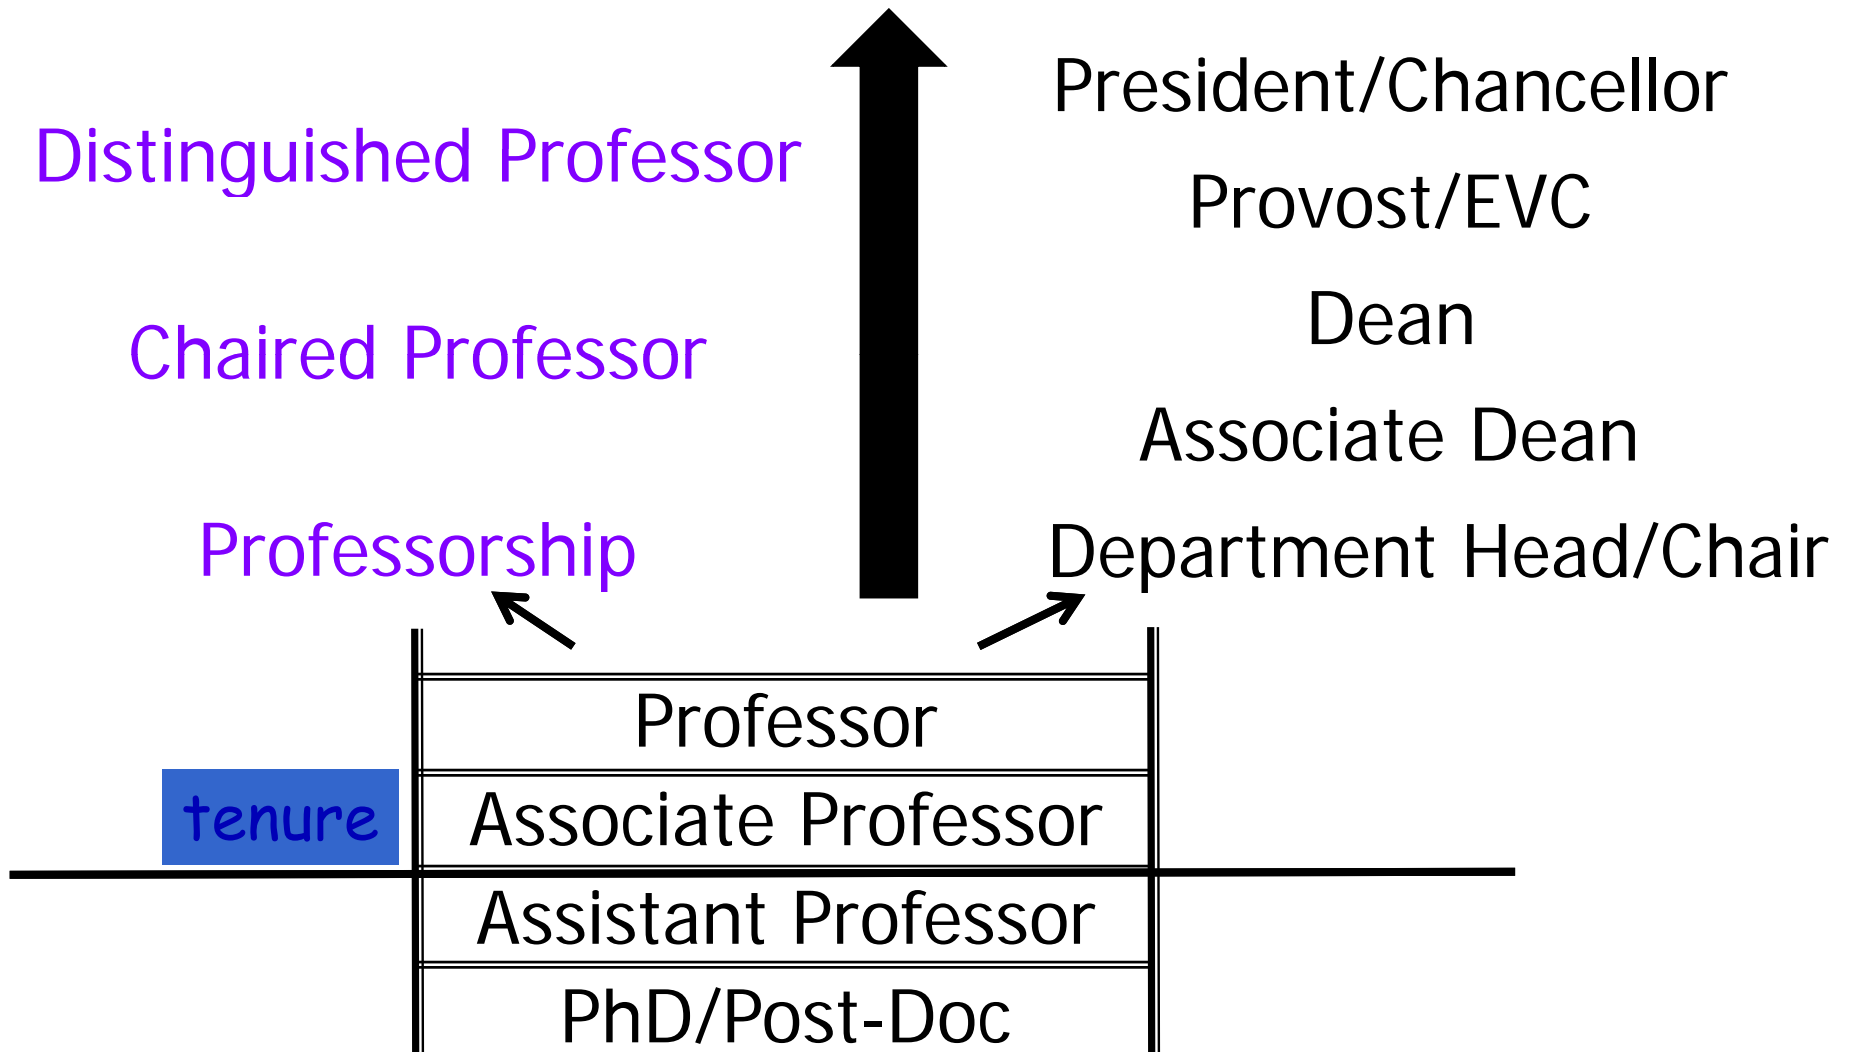 President/Chancellor
Distinguished Professor
Provost/EVC
Dean
Chaired Professor
Associate Dean
Professorship
Department Head/Chair
Professor
tenure
Associate Professor
Assistant Professor
PhD/Post-Doc